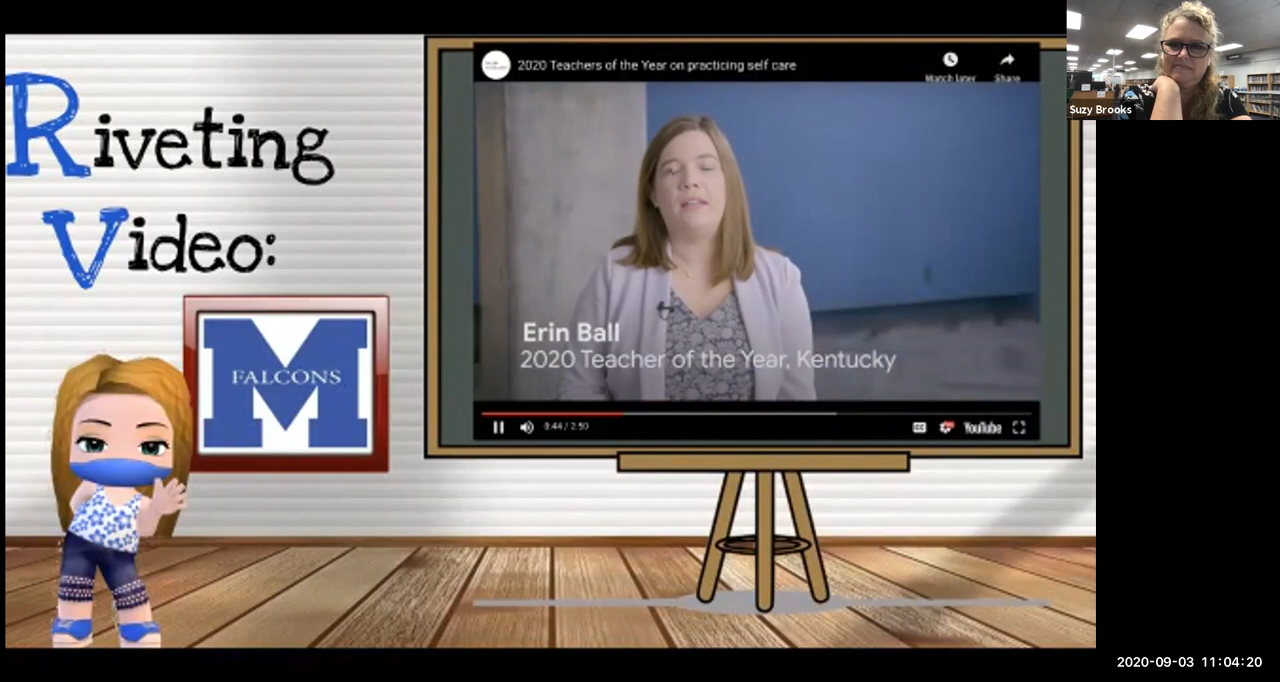 Riveting
Video:
FALCONS
2020 Teachers of the Year on practicing self care
Watch later
Share
Erin Ball
2020 Teacher of the Year, Kentucky
0:44 / 2:50
YouTube
Suzy Brooks
2020-09-03 11:04:20